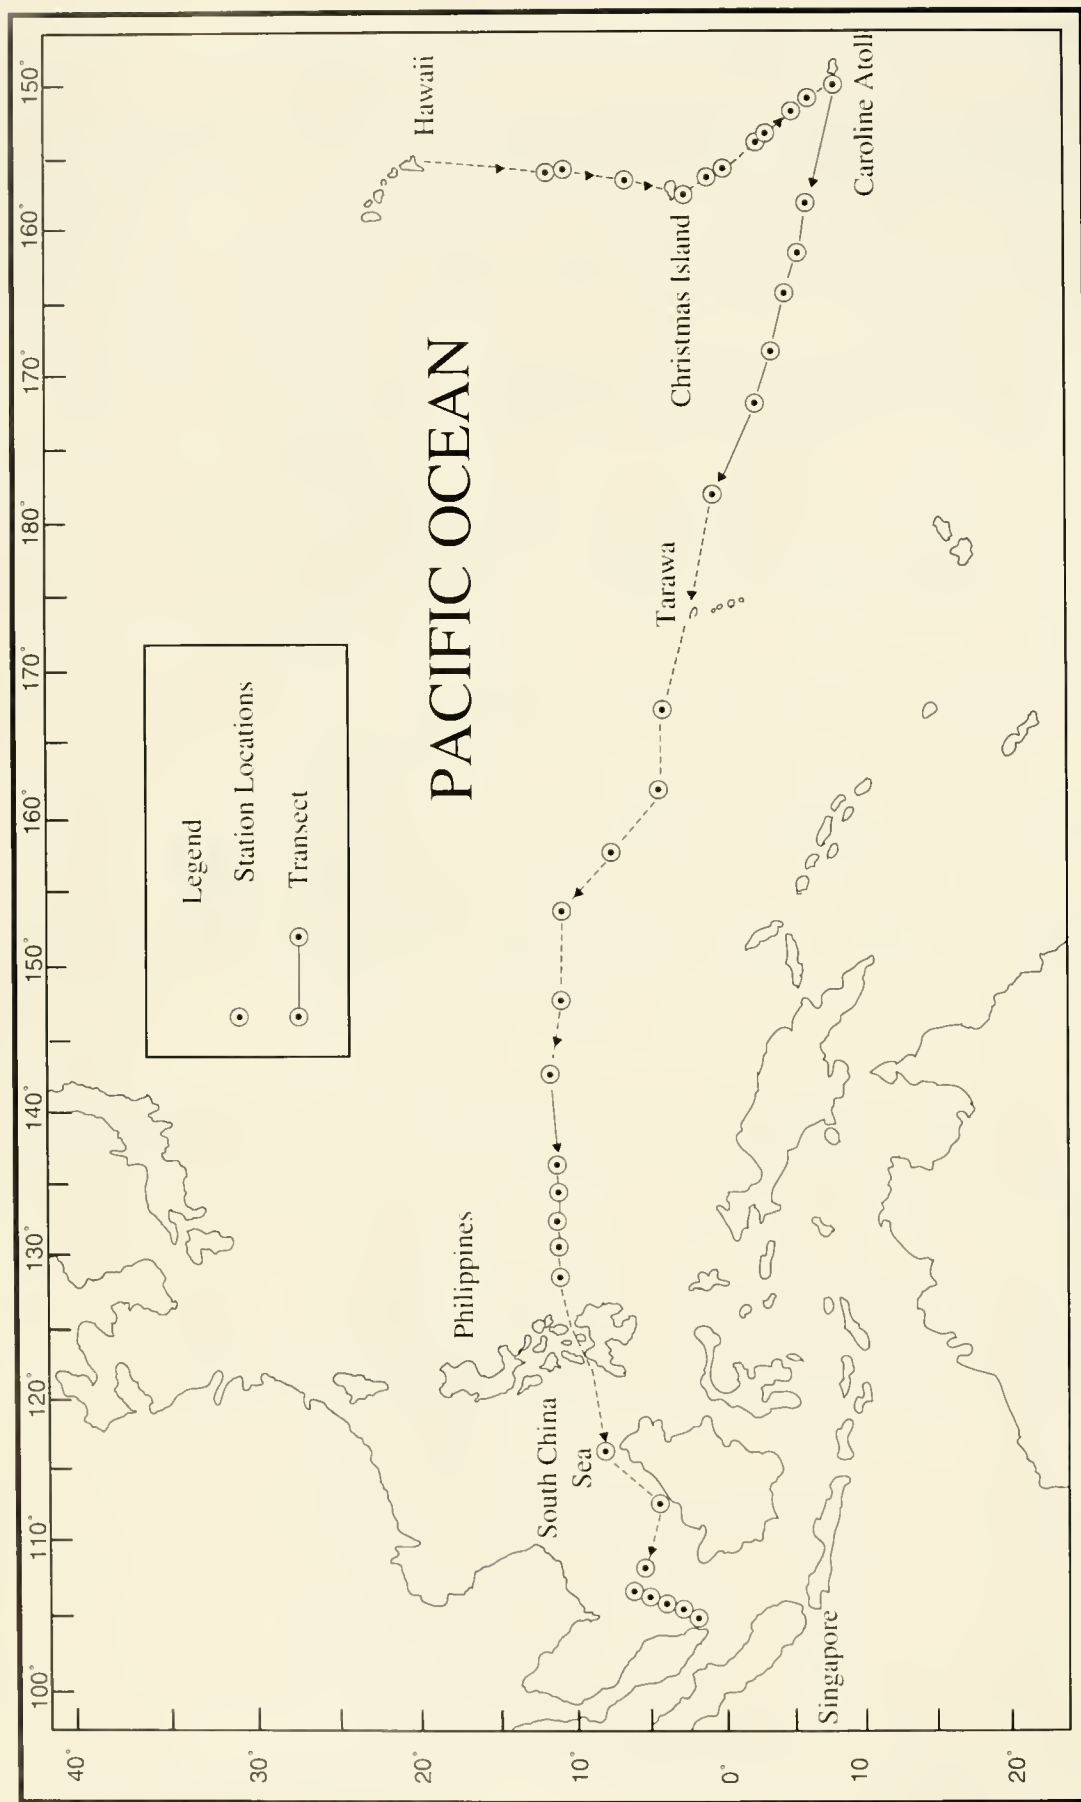 100°
110°
120°
130°
140°
150°
160°
170°
180°
170°
160°
150°
40°
30°
20°
10°
0°
10°
20°
Legend
Station Locations
Transect
PACIFIC OCEAN
Hawaii
Philippines
South China
Sea
Tarawa
Christmas Island
Caroline Atoll
Singapore